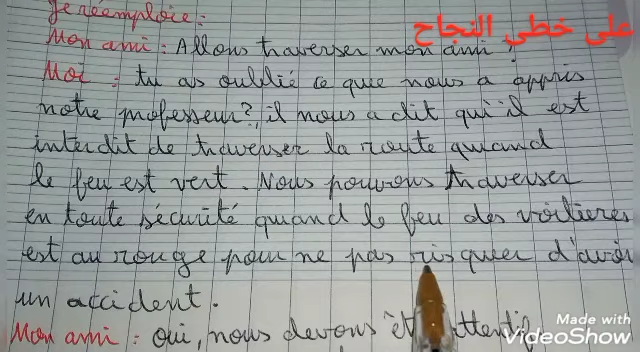 Je réemploie:
على خطى النجاح
Mon ami: Allons traverser mon ami!
Moi: tu as oublié ce que nous a appris
notre professeur?, il nous a dit qu'il est
interdit de traverser la route quand
le feu est vert. Nous pouvons traverser
en toute sécurité quand le feu des voitieres
est au rouge pour ne pas risquer d'avoir
un accident.
Mon ami: oui, nous devons êt attentif
Made with
VideoShow